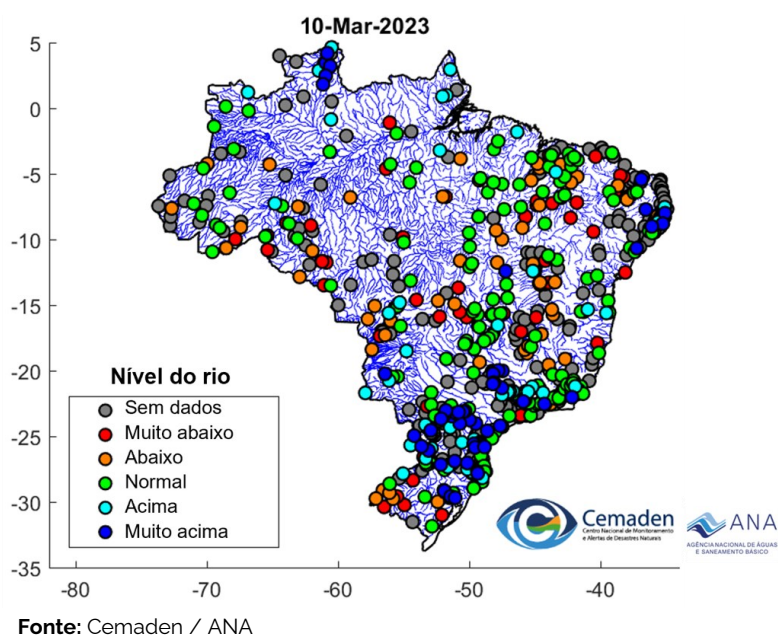 10-Mar-2023
5
0
-5
-10
-15
-20
-25
-30
-35
-80
-70
-60
-50
-40
Nível do rio
Sem dados
Muito abaixo
Abaixo
Normal
Acima
Muito acima
Cemaden
Centro Nacional de Monitoramento
e Alertas de Desastres Naturais
ANA
AGÊNCIA NACIONAL DE ÁGUAS
E SANEAMENTO BÁSICO
Fonte: Cemaden / ANA